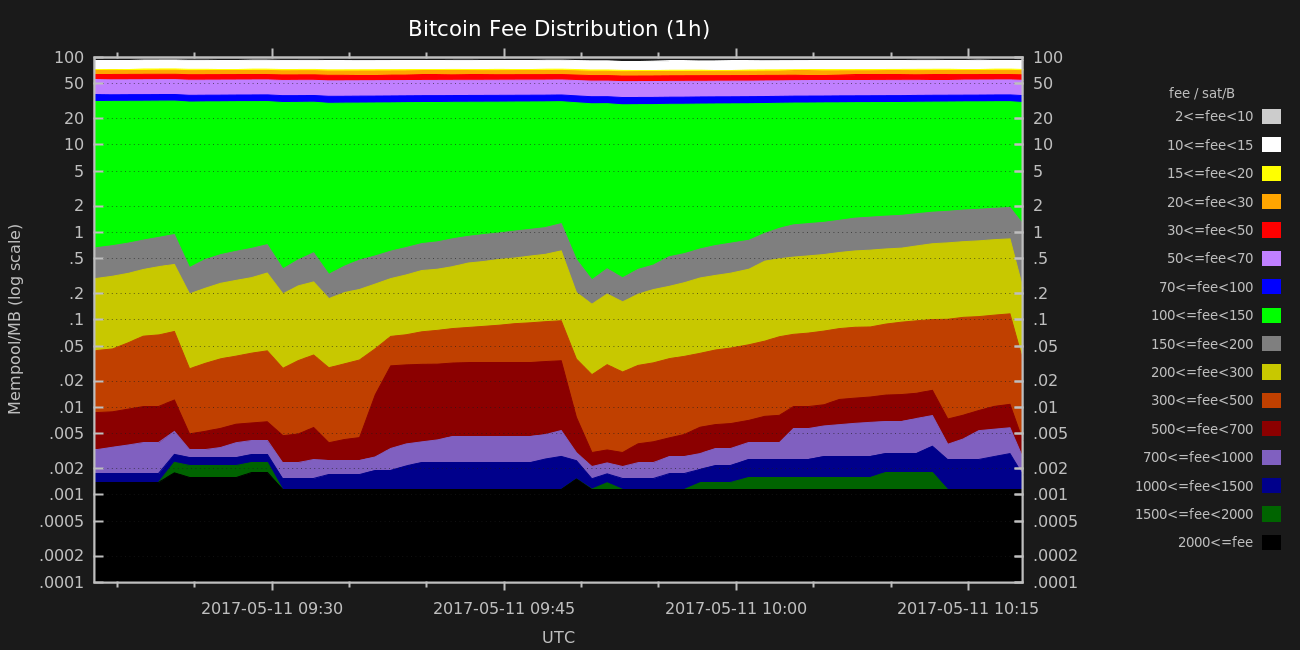 Bitcoin Fee Distribution (1h)
Mempool/MB (log scale)
100
50
20
10
5
2
1
.5
.2
.1
.05
.02
.01
.005
.002
.001
.0005
.0002
.0001
100
50
20
10
5
2
1
.5
.2
.1
.05
.02
.01
.005
.002
.001
.0005
.0002
.0001
fee / sat/B
2<=fee<10
10<=fee<15
15<=fee<20
20<=fee<30
30<=fee<50
50<=fee<70
70<=fee<100
100<=fee<150
150<=fee<200
200<=fee<300
300<=fee<500
500<=fee<700
700<=fee<1000
1000<=fee<1500
1500<=fee<2000
2000<=fee
2017-05-11 09:30 2017-05-11 09:45 2017-05-11 10:00 2017-05-11 10:15
UTC